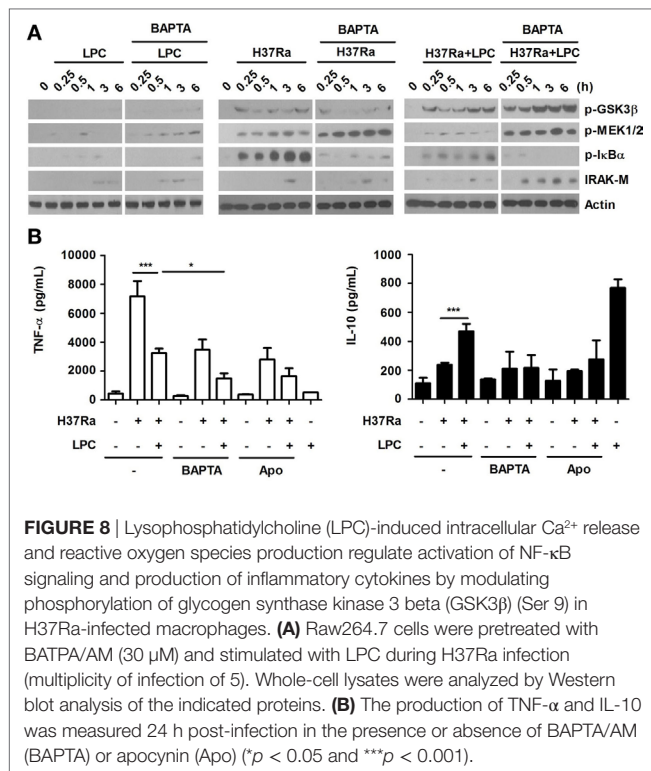 A
BAPTA
BAPTA
BAPTA
LPC
LPC
H37Ra
H37Ra
H37Ra+LPC
H37Ra+LPC
0 0.25 0.5 1 3 6 0.25 0.5 1 3 6 0 0.25 0.5 1 3 6 0.25 0.5 1 3 6 0 0.25 0.5 1 3 6 0.25 0.5 1 3 6 (h)
p-GSK3β
p-MEK1/2
p-IκBα
IRAK-M
Actin
B
TNF-α (pg/mL)
10000
8000
6000
4000
2000
0
***
*
H37Ra - + + - + + - + + -
LPC - - + - - + - - + +
- BAPTA Apo
IL-10 (pg/mL)
1000
800
600
400
200
0
***
H37Ra - + + - + + - + + -
LPC - - + - - + - - + +
- BAPTA Apo
FIGURE 8 | Lysophosphatidylcholine (LPC)-induced intracellular Ca²⁺ release
and reactive oxygen species production regulate activation of NF-κB
signaling and production of inflammatory cytokines by modulating
phosphorylation of glycogen synthase kinase 3 beta (GSK3β) (Ser 9) in
H37Ra-infected macrophages. (A) Raw264.7 cells were pretreated with
BATPA/AM (30 µM) and stimulated with LPC during H37Ra infection
(multiplicity of infection of 5). Whole-cell lysates were analyzed by Western
blot analysis of the indicated proteins. (B) The production of TNF-α and IL-10
was measured 24 h post-infection in the presence or absence of BAPTA/AM
(BAPTA) or apocynin (Apo) (*p < 0.05 and ***p < 0.001).